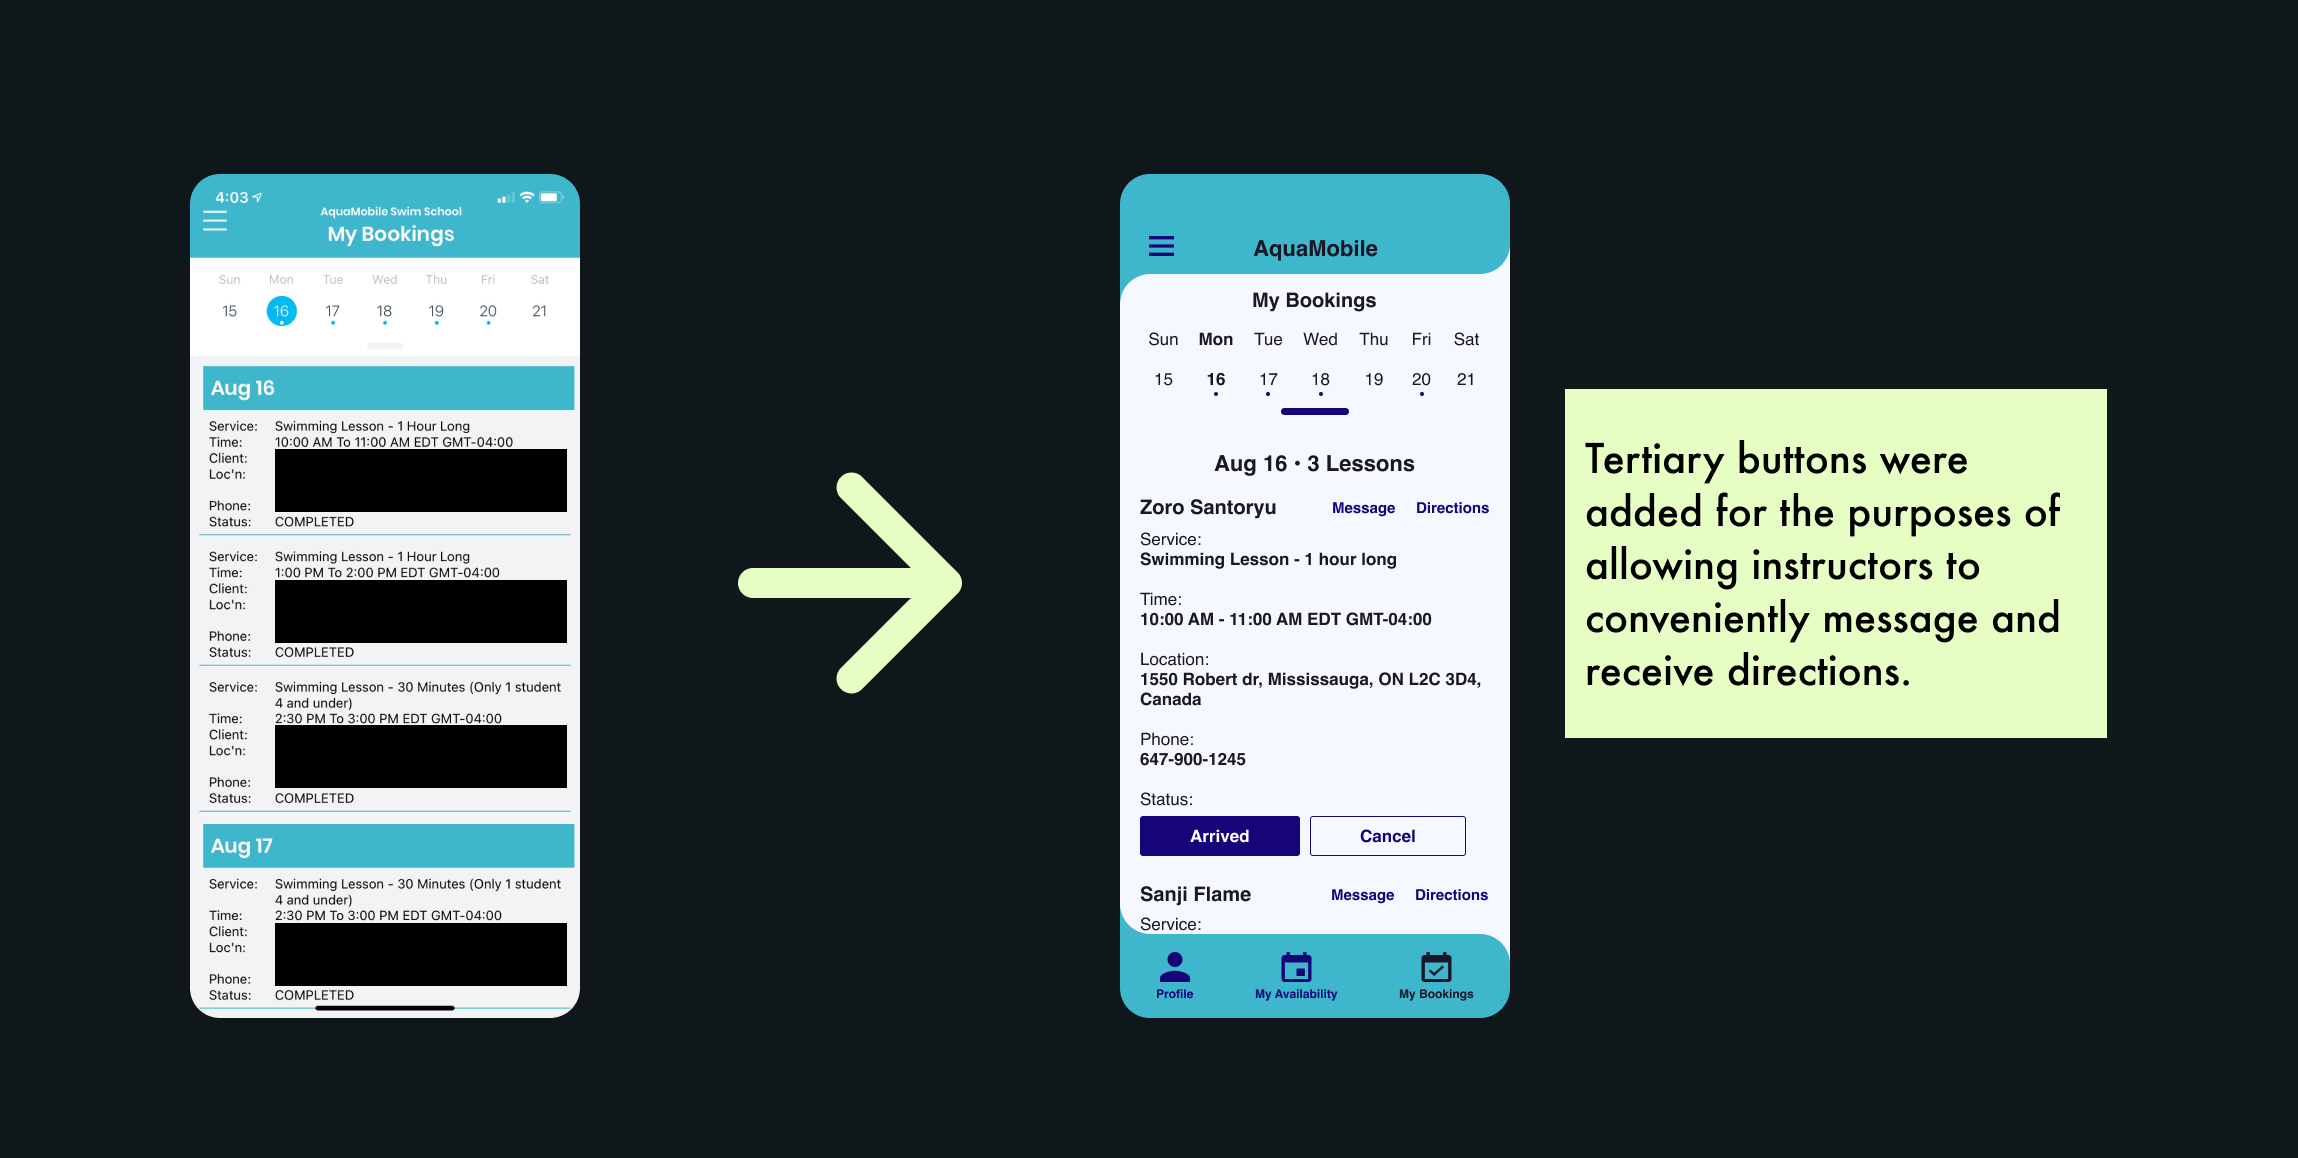 4:03
AquaMobile Swim School
My Bookings
Sun Mon Tue Wed Thu Fri Sat
15 16 17 18 19 20 21
Aug 16
Service: Swimming Lesson - 1 Hour Long
Time: 10:00 AM To 11:00 AM EDT GMT-04:00
Client:
Loc'n:
Phone:
Status: COMPLETED
Service: Swimming Lesson - 1 Hour Long
Time: 1:00 PM To 2:00 PM EDT GMT-04:00
Client:
Loc'n:
Phone:
Status: COMPLETED
Service: Swimming Lesson - 30 Minutes (Only 1 student
4 and under)
Time: 2:30 PM To 3:00 PM EDT GMT-04:00
Client:
Loc'n:
Phone:
Status: COMPLETED
Aug 17
Service: Swimming Lesson - 30 Minutes (Only 1 student
4 and under)
Time: 2:30 PM To 3:00 PM EDT GMT-04:00
Client:
Loc'n:
Phone:
Status: COMPLETED
AquaMobile
My Bookings
Sun Mon Tue Wed Thu Fri Sat
15 16 17 18 19 20 21
Aug 16 • 3 Lessons
Zoro Santoryu Message Directions
Service:
Swimming Lesson - 1 hour long
Time:
10:00 AM - 11:00 AM EDT GMT-04:00
Location:
1550 Robert dr, Mississauga, ON L2C 3D4,
Canada
Phone:
647-900-1245
Status:
Arrived Cancel
Sanji Flame Message Directions
Service:
Profile My Availability My Bookings
Tertiary buttons were
added for the purposes of
allowing instructors to
conveniently message and
receive directions.